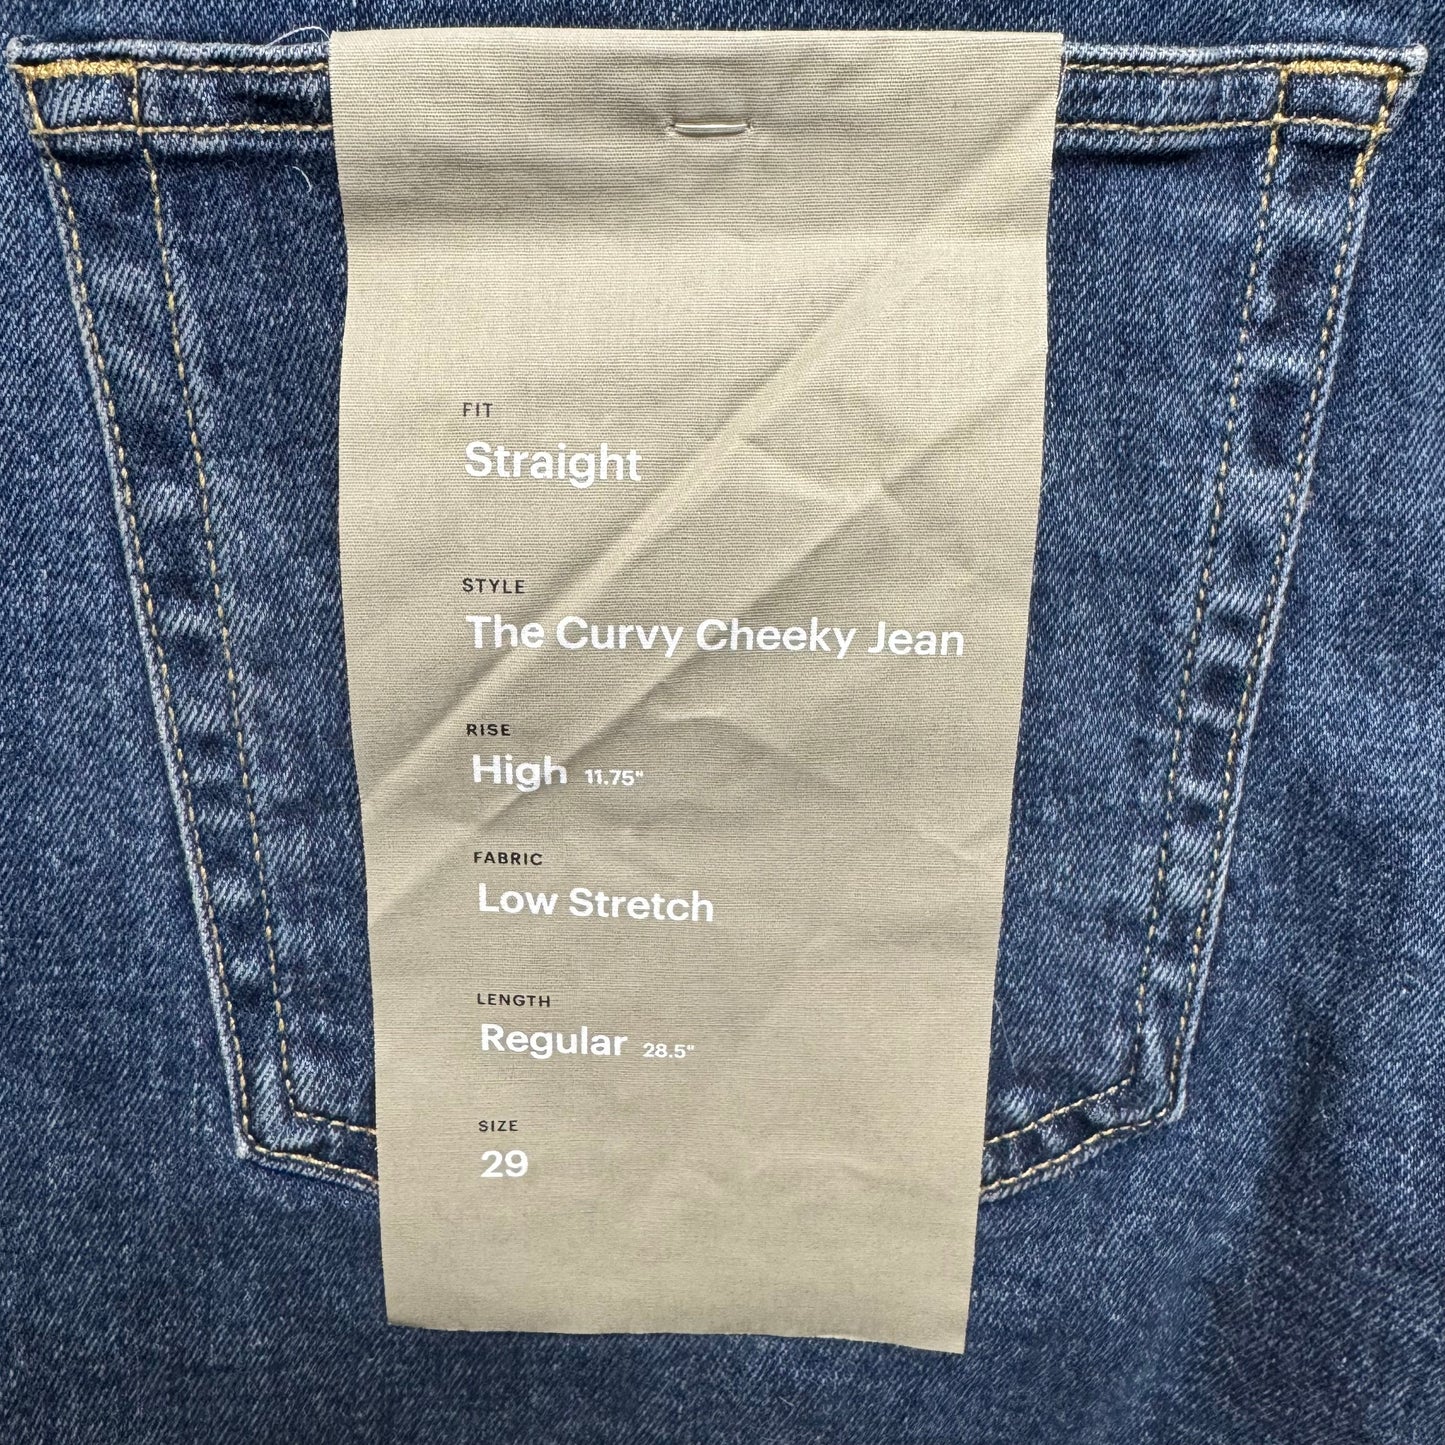 FIT
Straight
STYLE
The Curvy Cheeky Jean
RISE
High 11.75"
FABRIC
Low Stretch
LENGTH
Regular 28.5"
SIZE
29